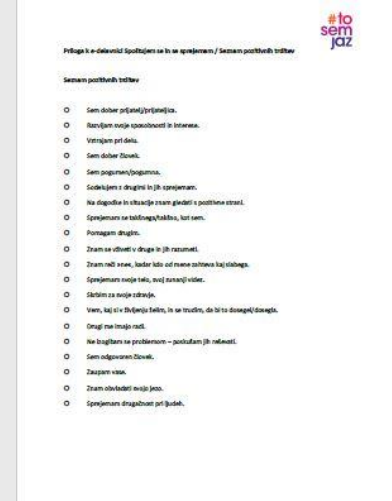 #to
sem
jaz
Priloga k e-delavnici Spoštujem se in se sprejemam / Seznam pozitivnih trditev
Seznam pozitivnih trditev
O Sem dober prijatelj/prijateljica.
O Razvijam svoje sposobnosti in interese.
O Vztrajam pri delu.
O Sem dober človek.
O Sem pogumen/pogumna.
O Sodelujem z drugimi in jih sprejemam.
O Na dogodke in situacije znam gledati s pozitivne strani.
O Sprejemam se takšnega/takšno, kot sem.
O Pomagam drugim.
O Znam se vživeti v druge in jih razumeti.
O Znam reči »ne«, kadar kdo od mene zahteva kaj slabega.
O Sprejemam svoje telo, svoj zunanji videz.
O Skrbim za svoje zdravje.
O Vem, kaj si v življenju želim, in se trudim, da bi to dosegel/dosegla.
O Drugi me imajo radi.
O Ne izogibam se problemom – poskušam jih reševati.
O Sem odgovoren človek.
O Zaupam vase.
O Znam obvladati svojo jezo.
O Sprejemam drugačnost pri ljudeh.